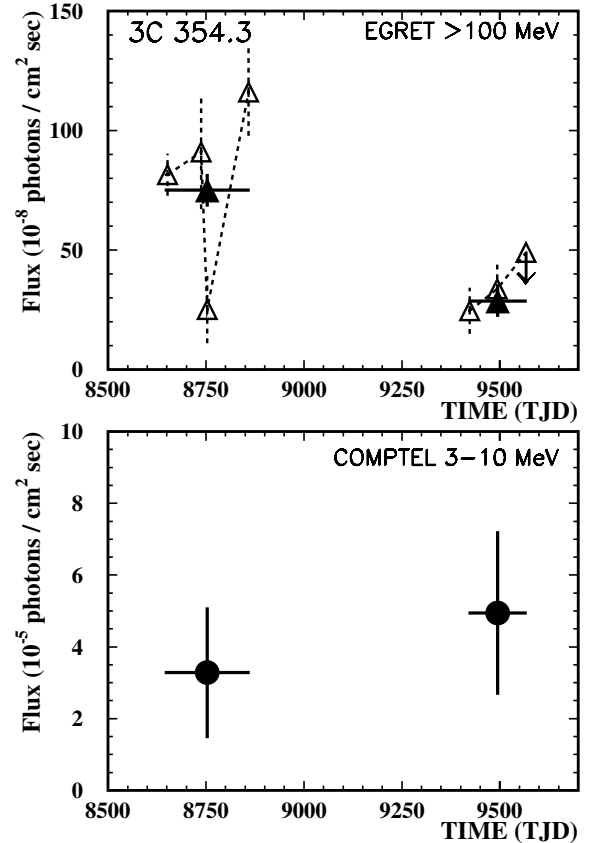 3C 354.3 EGRET >100 MeV
Flux (10⁻⁸ photons / cm² sec)
150
100
50
0
8500 8750 9000 9250 9500
TIME (TJD)
COMPTEL 3-10 MeV
Flux (10⁻⁵ photons / cm² sec)
10
8
6
4
2
0
8500 8750 9000 9250 9500
TIME (TJD)